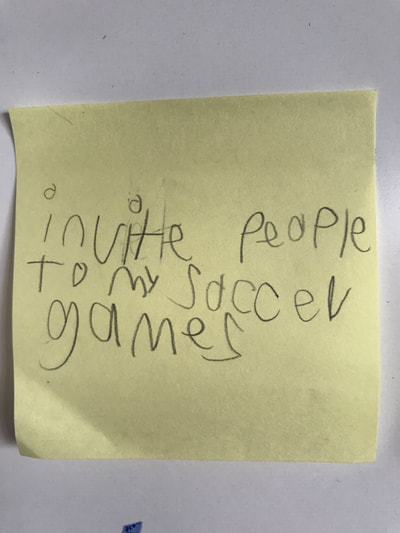 invite people
to my soccer
games